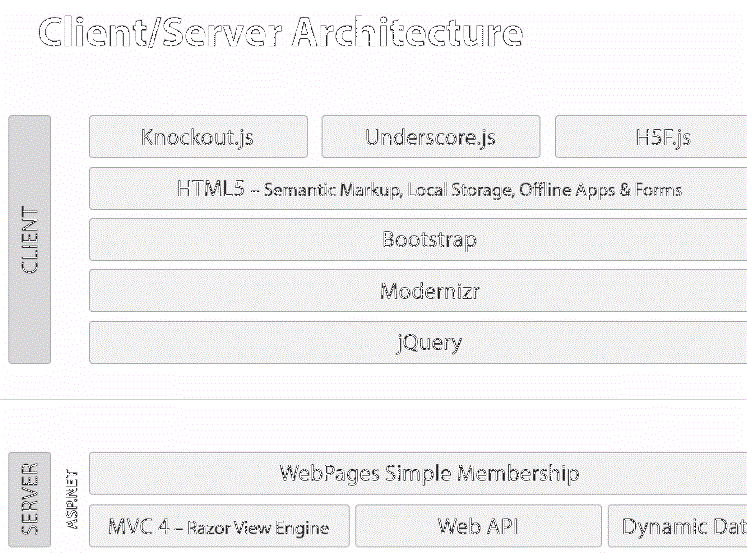 Client/Server Architecture
Knockout.js
Underscore.js
H5F.js
CLIENT
HTML5 – Semantic Markup, Local Storage, Offline Apps & Forms
Bootstrap
Modernizr
jQuery
SERVER
ASP.NET
WebPages Simple Membership
MVC 4 – Razor View Engine
Web API
Dynamic Dat